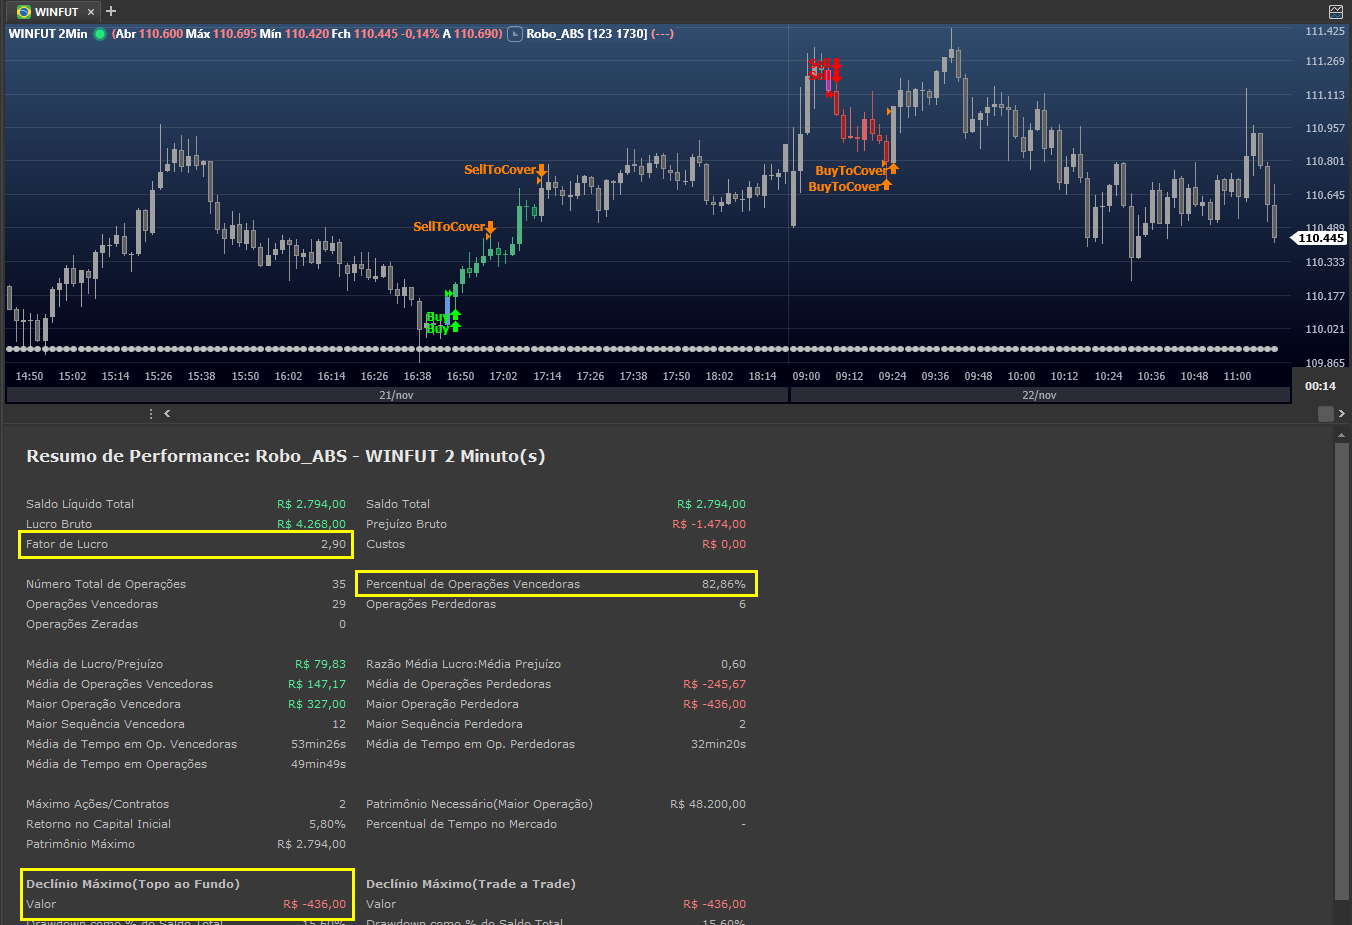 WINFUT × +
WINFUT 2Min (Abr 110.600 Máx 110.695 Mín 110.420 Fch 110.445 -0,14% A 110.690) Robo_ABS [123 1730] (---)
111.425
111.269
111.113
110.957
110.801
110.645
110.489
110.445
110.333
110.177
110.021
109.865
Sell
Sell
SellToCover
BuyToCover
BuyToCover
SellToCover
Buy
Buy
14:50 15:02 15:14 15:26 15:38 15:50 16:02 16:14 16:26 16:38 16:50 17:02 17:14 17:26 17:38 17:50 18:02 18:14 09:00 09:12 09:24 09:36 09:48 10:00 10:12 10:24 10:36 10:48 11:00
00:14
21/nov 22/nov
Resumo de Performance: Robo_ABS - WINFUT 2 Minuto(s)
Saldo Líquido Total R$ 2.794,00 Saldo Total R$ 2.794,00
Lucro Bruto R$ 4.268,00 Prejuízo Bruto R$ -1.474,00
Fator de Lucro 2,90 Custos R$ 0,00
Número Total de Operações 35 Percentual de Operações Vencedoras 82,86%
Operações Vencedoras 29 Operações Perdedoras 6
Operações Zeradas 0
Média de Lucro/Prejuízo R$ 79,83 Razão Média Lucro:Média Prejuízo 0,60
Média de Operações Vencedoras R$ 147,17 Média de Operações Perdedoras R$ -245,67
Maior Operação Vencedora R$ 327,00 Maior Operação Perdedora R$ -436,00
Maior Sequência Vencedora 12 Maior Sequência Perdedora 2
Média de Tempo em Op. Vencedoras 53min26s Média de Tempo em Op. Perdedoras 32min20s
Média de Tempo em Operações 49min49s
Máximo Ações/Contratos 2 Patrimônio Necessário(Maior Operação) R$ 48.200,00
Retorno no Capital Inicial 5,80% Percentual de Tempo no Mercado -
Patrimônio Máximo R$ 2.794,00
Declínio Máximo(Topo ao Fundo) Declínio Máximo(Trade a Trade)
Valor R$ -436,00 Valor R$ -436,00
Drawdown como % do Saldo Total 15,60% Drawdown como % do Saldo Total 15,60%